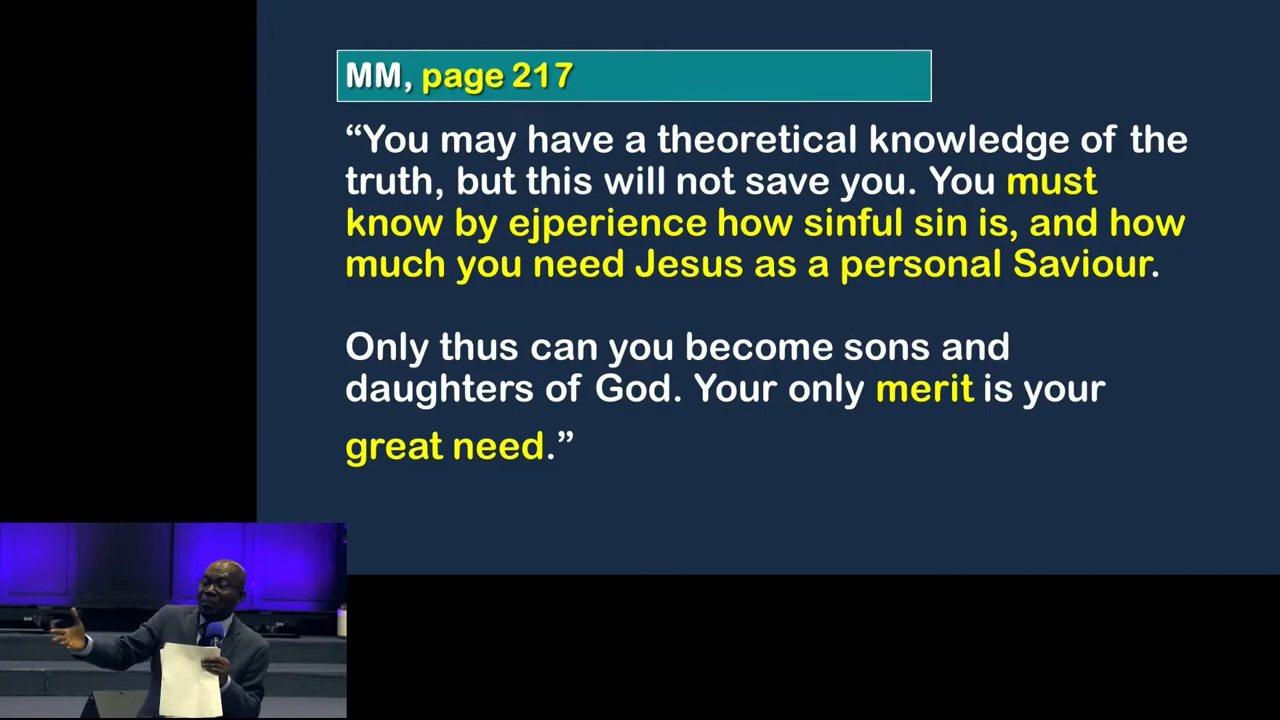 MM, page 217
“You may have a theoretical knowledge of the
truth, but this will not save you. You must
know by ejperience how sinful sin is, and how
much you need Jesus as a personal Saviour.
Only thus can you become sons and
daughters of God. Your only merit is your
great need.”